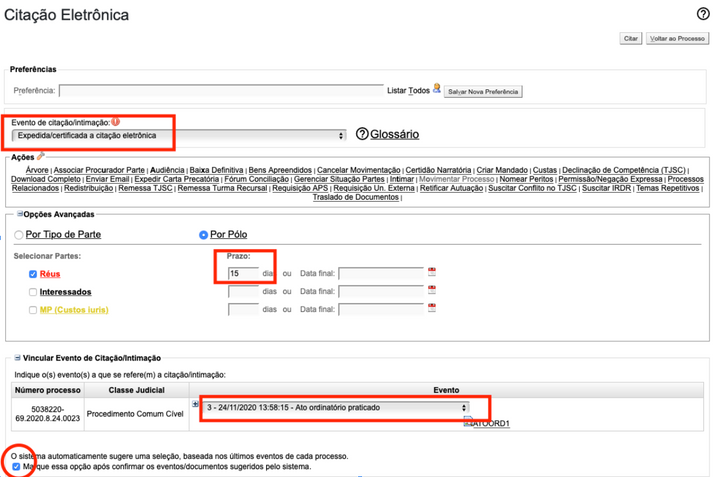 Citação Eletrônica
Citar Voltar ao Processo
Preferências
Preferência: Listar Todos Salvar Nova Preferência
Evento de citação/intimação:
Expedida/certificada a citação eletrônica Glossário
Ações
Árvore | Associar Procurador Parte | Audiência | Baixa Definitiva | Bens Apreendidos | Cancelar Movimentação | Certidão Narratória | Criar Mandado | Custas | Declinação de Competência (TJSC) |
Download Completo | Enviar Email | Expedir Carta Precatória | Fórum Conciliação | Gerenciar Situação Partes | Intimar | Movimentar Processo | Nomear Peritos | Permissão/Negação Expressa | Processos
Relacionados | Redistribuição | Remessa TJSC | Remessa Turma Recursal | Requisição APS | Requisição Un. Externa | Retificar Autuação | Suscitar Conflito no TJSC | Suscitar IRDR | Temas Repetitivos |
Traslado de Documentos |
Opções Avançadas
Por Tipo de Parte Por Pólo
Selecionar Partes: Prazo:
Réus 15 dias ou Data final:
Interessados dias ou Data final:
MP (Custos iuris) dias ou Data final:
Vincular Evento de Citação/Intimação
Indique o(s) evento(s) a que se refere(m) a citação/intimação:
Número processo Classe Judicial Evento
5038220-
69.2020.8.24.0023 Procedimento Comum Cível 3 - 24/11/2020 13:58:15 - Ato ordinatório praticado
ATOORD1
O sistema automaticamente sugere uma seleção, baseada nos últimos eventos de cada processo.
Marque essa opção após confirmar os eventos/documentos sugeridos pelo sistema.